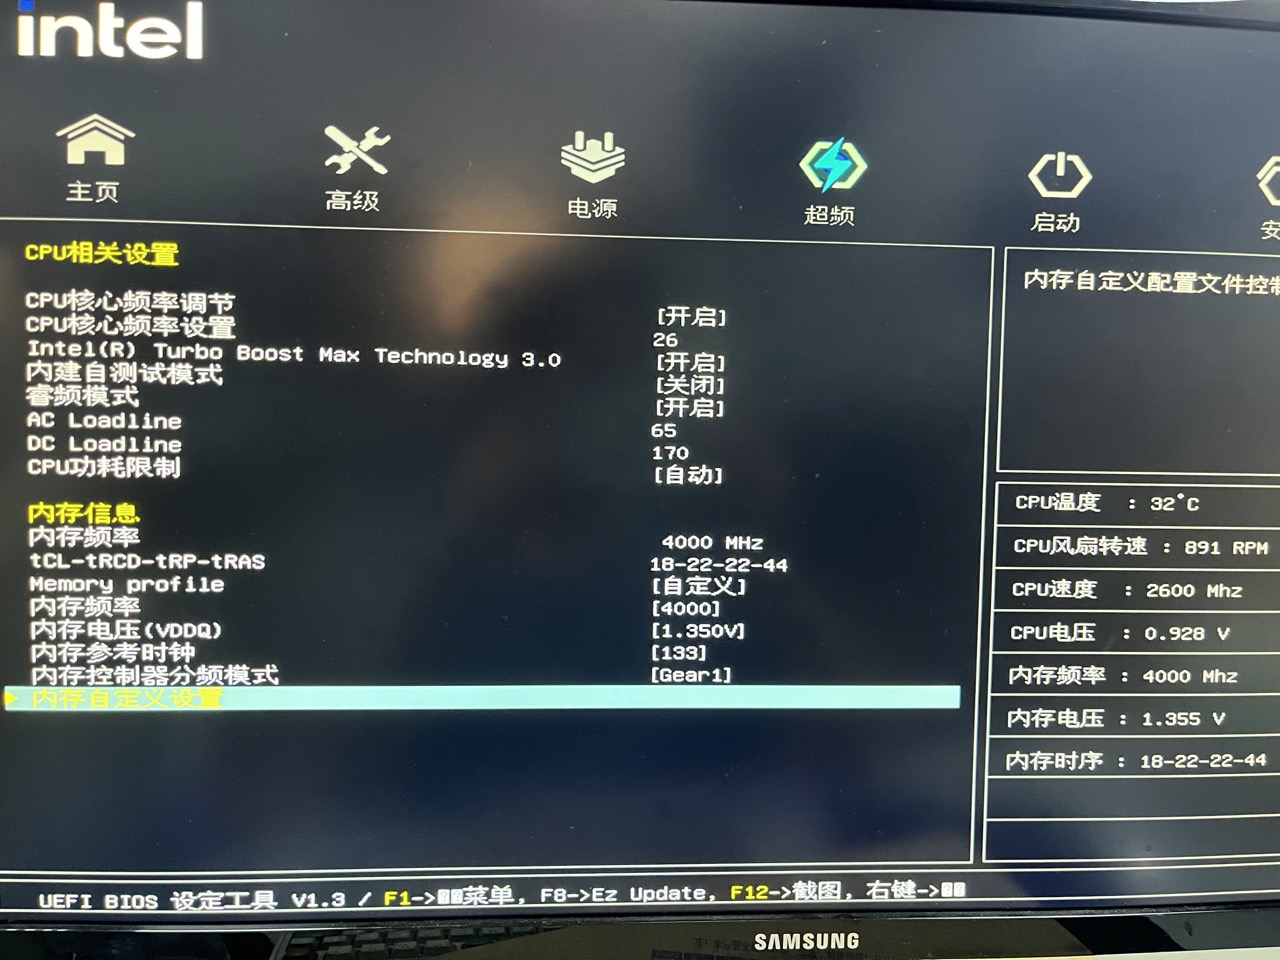 intel
主页
高级
电源
超频
启动
安
CPU相关设置
CPU核心频率调节 [开启]
CPU核心频率设置 26
Intel(R) Turbo Boost Max Technology 3.0 [开启]
内建自测试模式 [关闭]
睿频模式 [开启]
AC Loadline 65
DC Loadline 170
CPU功耗限制 [自动]
内存信息
内存频率 4000 MHz
tCL-tRCD-tRP-tRAS 18-22-22-44
Memory profile [自定义]
内存频率 [4000]
内存电压(VDDQ) [1.350V]
内存参考时钟 [133]
内存控制器分频模式 [Gear1]
内存自定义设置
内存自定义配置文件控制
CPU温度 : 32°C
CPU风扇转速 : 891 RPM
CPU速度 : 2600 Mhz
CPU电压 : 0.928 V
内存频率 : 4000 Mhz
内存电压 : 1.355 V
内存时序 : 18-22-22-44
UEFI BIOS 设定工具 V1.3 / F1->菜单, F8->Ez Update, F12->截图, 右键->
SAMSUNG